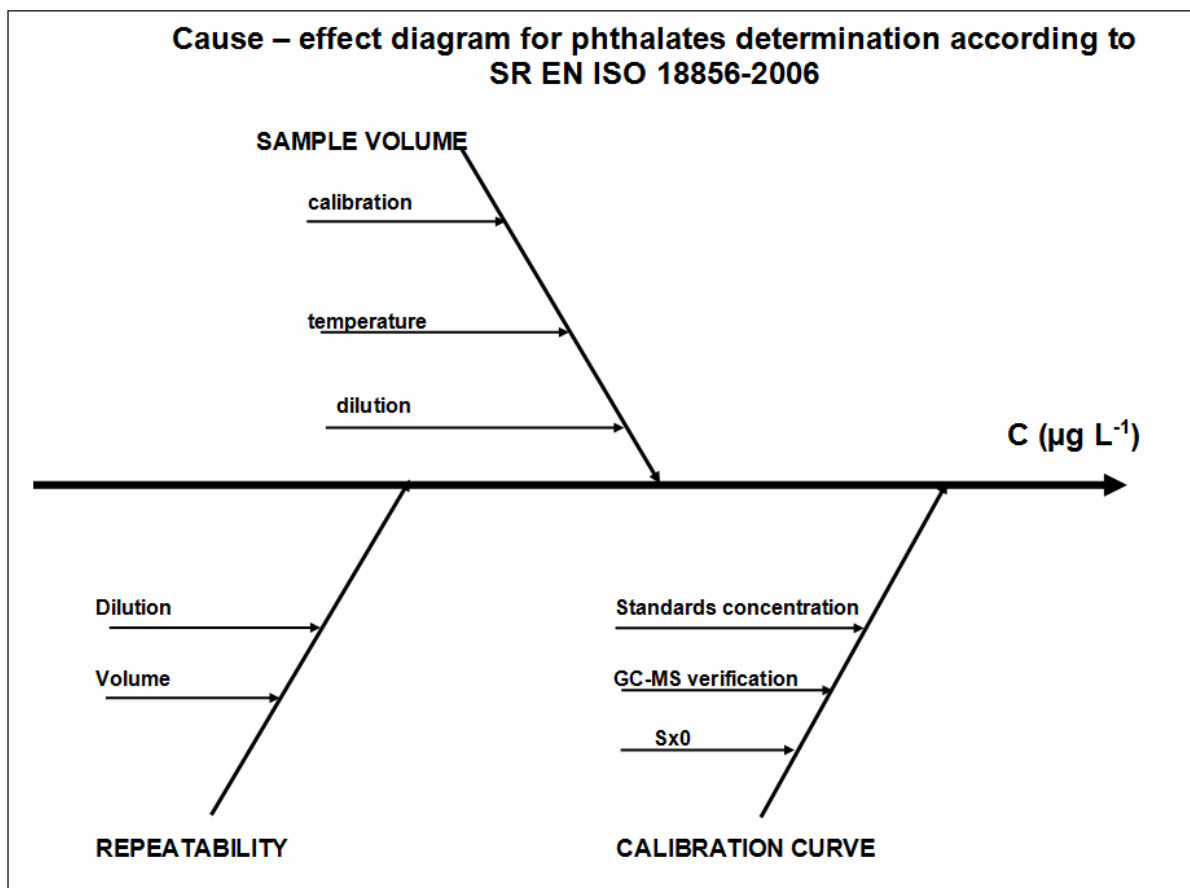 Cause – effect diagram for phthalates determination according to
SR EN ISO 18856-2006
SAMPLE VOLUME
calibration
temperature
dilution
C (µg L⁻¹)
Dilution
Volume
Standards concentration
GC-MS verification
Sx0
REPEATABILITY
CALIBRATION CURVE